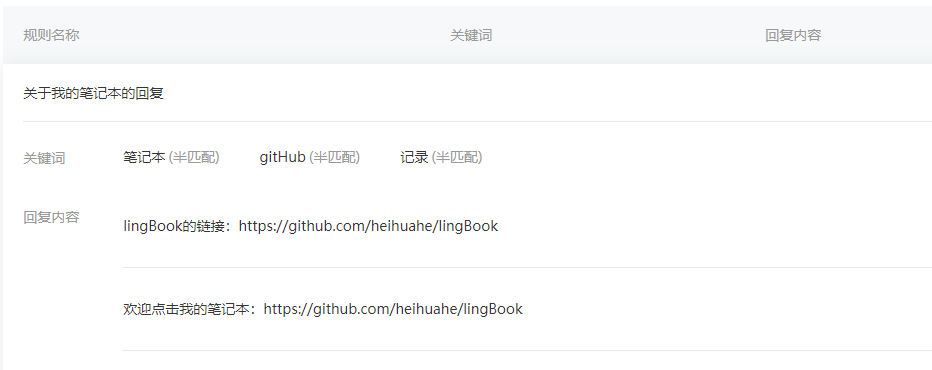 规则名称 关键词 回复内容
关于我的笔记本的回复
关键词 笔记本 (半匹配) gitHub (半匹配) 记录 (半匹配)
回复内容 lingBook的链接：https://github.com/heihuahe/lingBook
欢迎点击我的笔记本：https://github.com/heihuahe/lingBook